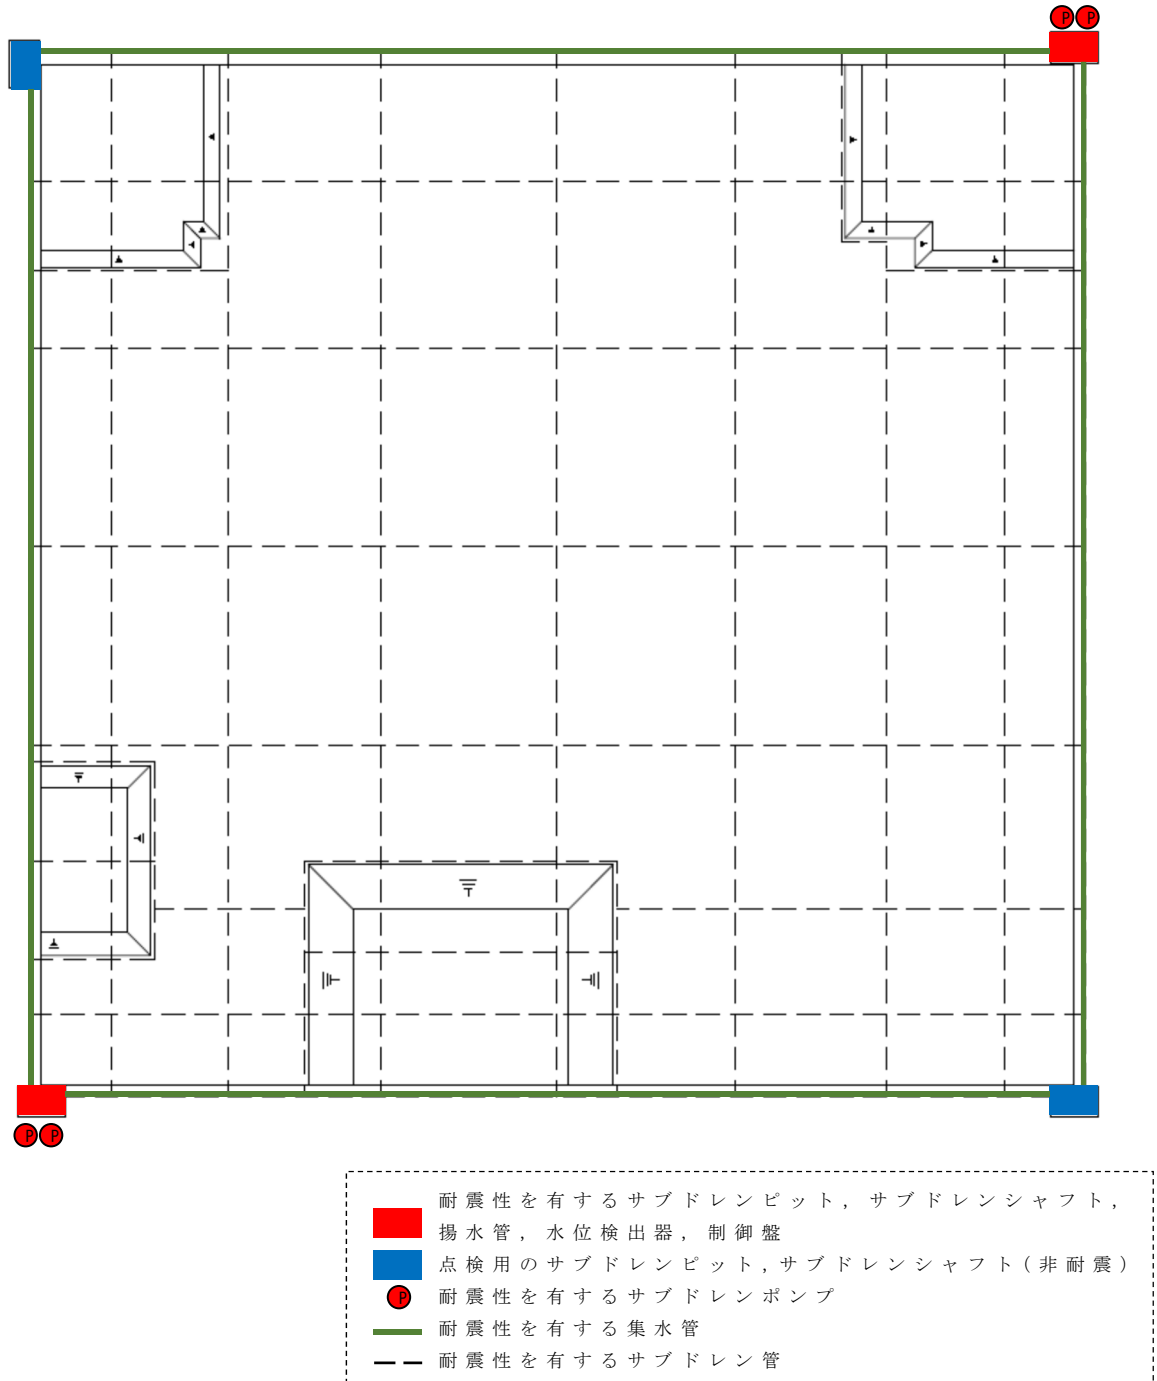 P P
P P
耐震性を有するサブドレンピット，サブドレンシャフト，
揚水管，水位検出器，制御盤
点検用のサブドレンピット，サブドレンシャフト(非耐震)
P 耐震性を有するサブドレンポンプ
耐震性を有する集水管
耐震性を有するサブドレン管